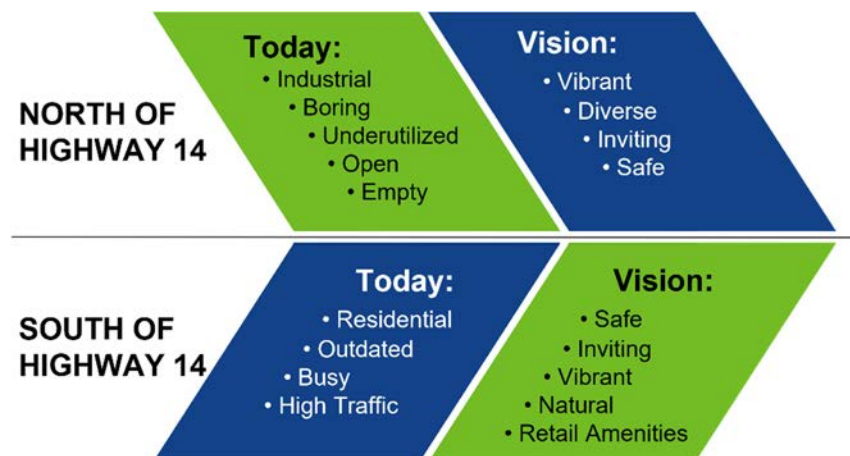 NORTH OF
HIGHWAY 14
Today:
• Industrial
• Boring
• Underutilized
• Open
• Empty
Vision:
• Vibrant
• Diverse
• Inviting
• Safe
SOUTH OF
HIGHWAY 14
Today:
• Residential
• Outdated
• Busy
• High Traffic
Vision:
• Safe
• Inviting
• Vibrant
• Natural
• Retail Amenities